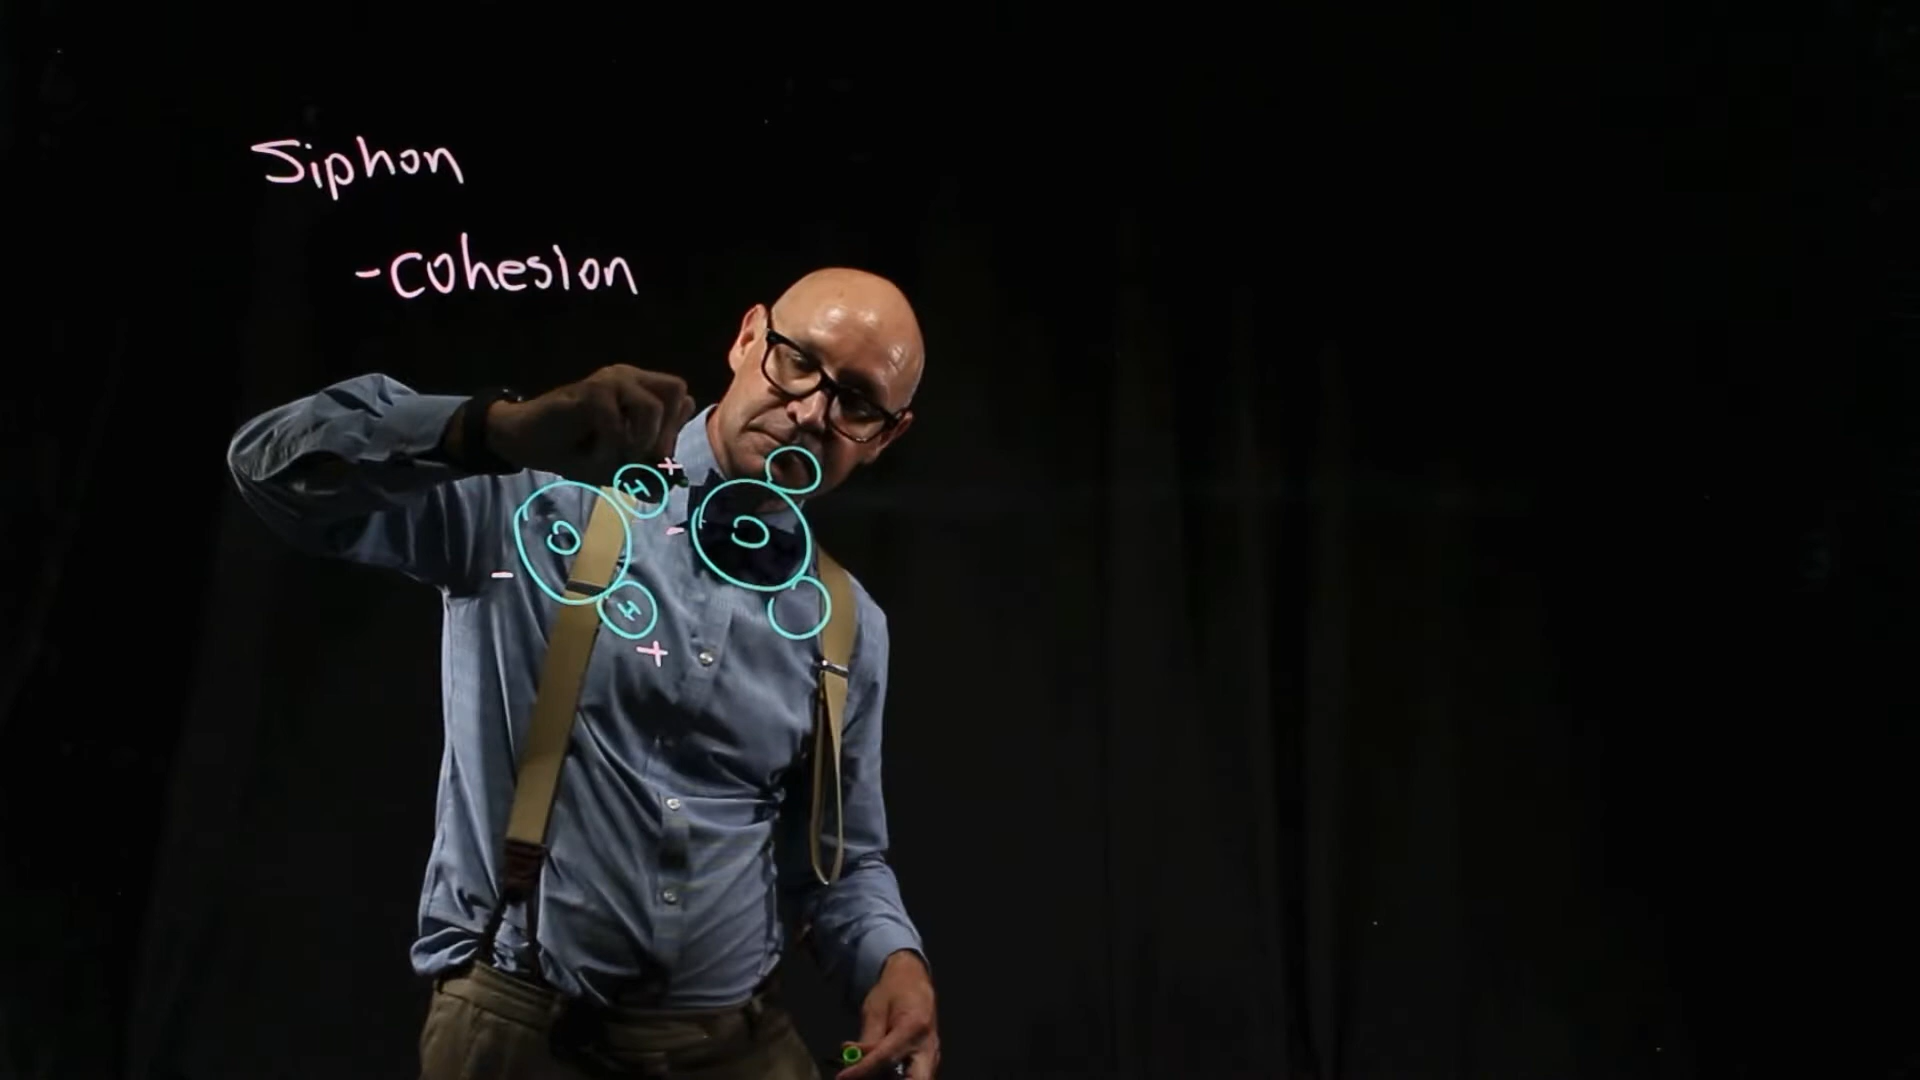 Siphon
-cohesion
H +
O - O
- H
+